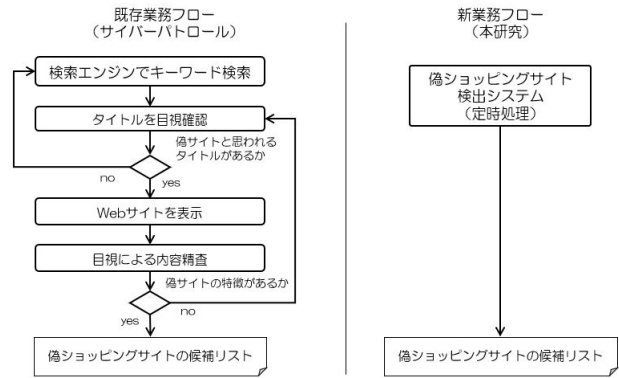 既存業務フロー
（サイバーパトロール）
検索エンジンでキーワード検索
タイトルを目視確認
偽サイトと思われる
タイトルがあるか
no
yes
Webサイトを表示
目視による内容精査
偽サイトの特徴があるか
no
yes
偽ショッピングサイトの候補リスト
新業務フロー
（本研究）
偽ショッピングサイト
検出システム
（定時処理）
偽ショッピングサイトの候補リスト